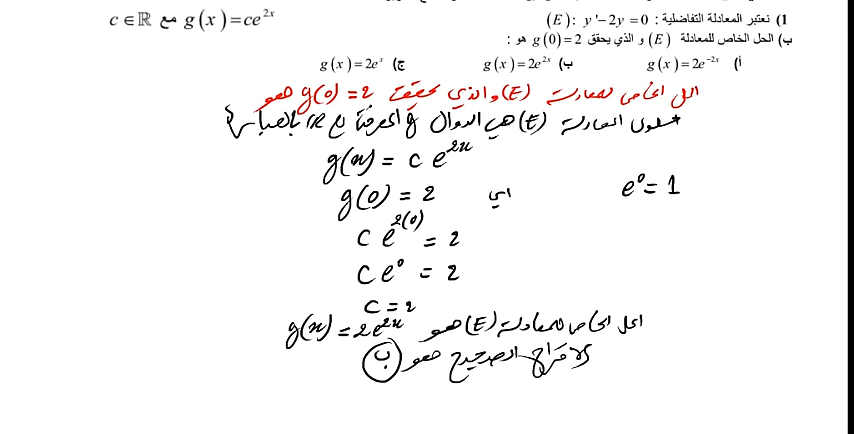 1) نعتبر المعادلة التفاضلية : (E): y'−2y = 0
g(x)=ce^{2x} مع c∈ℝ
ب) الحل الخاص للمعادلة (E) و الذي يحقق g(0)=2 هو :
أ) g(x)=2e^{-2x} ب) g(x)=2e^{2x} ج) g(x)=2e^{x}
الحل الخاص للمعادلة (E) والذي يحقق g(0)=2 هو
* حلول المعادلة (E) هي الدوال g المعرفة على ℝ بالعبارة
g(x) = c e^{2x}
g(0) = 2 اي e^0 = 1
c e^{2(0)} = 2
c e^0 = 2
c = 2
الحل الخاص للمعادلة (E) هو g(x) = 2e^{2x}
الاقتراح الصحيح هو ب